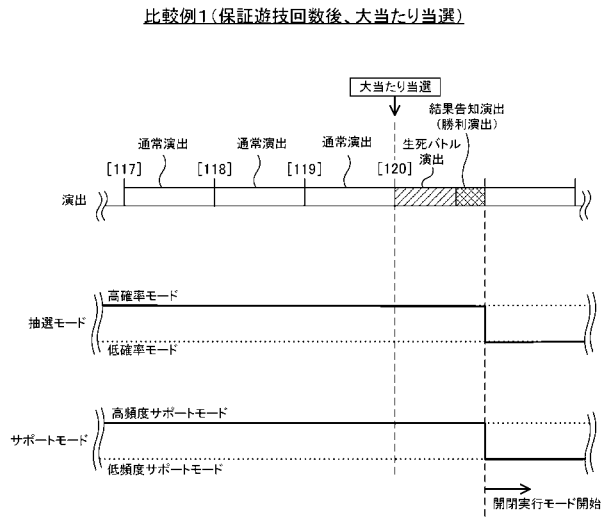 比較例1(保証遊技回数後、大当たり当選)
大当たり当選
結果告知演出
(勝利演出)
通常演出
通常演出
通常演出
生死バトル
演出
[117]
[118]
[119]
[120]
演出
高確率モード
抽選モード
低確率モード
高頻度サポートモード
サポートモード
低頻度サポートモード
開閉実行モード開始